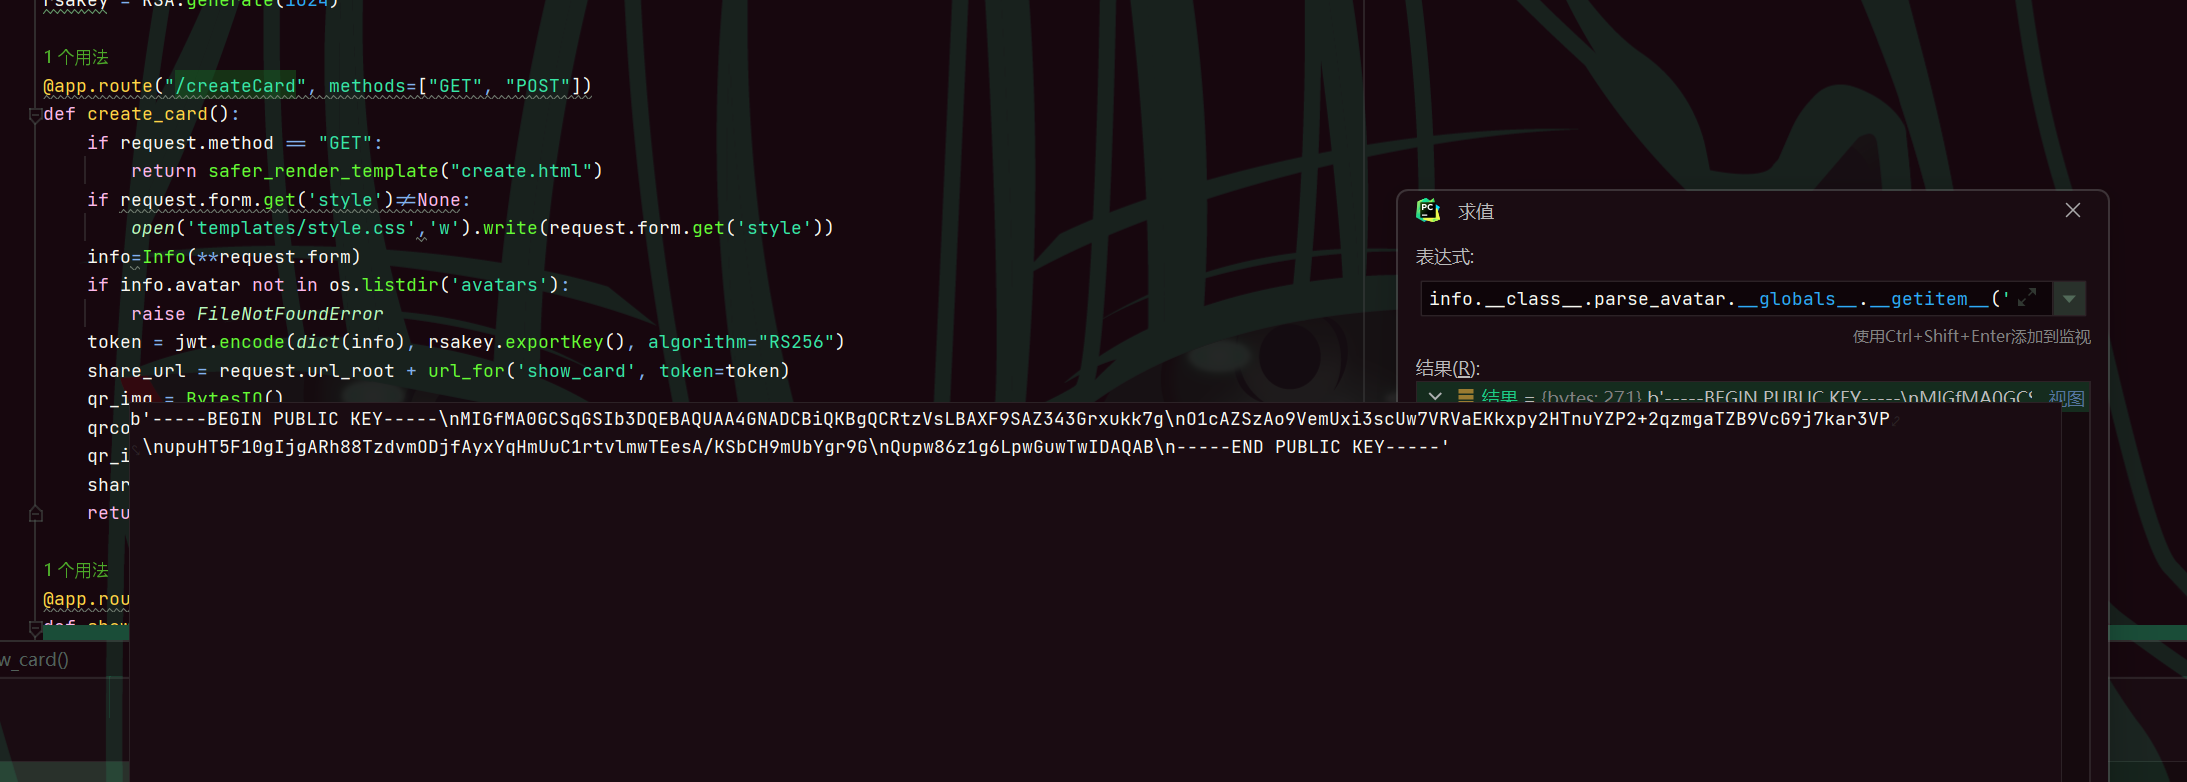 rsakey = RSA.generate(1024)
1 个用法
@app.route("/createCard", methods=["GET", "POST"])
def create_card():
if request.method == "GET":
return safer_render_template("create.html")
if request.form.get('style')≠None:
open('templates/style.css','w').write(request.form.get('style'))
info=Info(**request.form)
if info.avatar not in os.listdir('avatars'):
raise FileNotFoundError
token = jwt.encode(dict(info), rsakey.exportKey(), algorithm="RS256")
share_url = request.url_root + url_for('show_card', token=token)
qr_img = BytesIO()
qrco
qr_i
shar
retu
1 个用法
@app.rou
def show
w_card()
求值
表达式:
info.__class__.parse_avatar.__globals__.__getitem__('
使用Ctrl+Shift+Enter添加到监视
结果(R):
结果 = {bytes: 271} b'-----BEGIN PUBLIC KEY-----\nMIGfMA0GCS 视图
b'-----BEGIN PUBLIC KEY-----\nMIGfMA0GCSqGSIb3DQEBAQUAA4GNADCBiQKBgQCRtzVsLBAXF9SAZ343Grxukk7g\nO1cAZSzAo9VemUxi3scUw7VRVaEKkxpy2HTnuYZP2+2qzmgaTZB9VcG9j7kar3VP
\nupuHT5F10gIjgARh88TzdvmODjfAyxYqHmUuC1rtvlmwTEesA/KSbCH9mUbYgr9G\nQupw86z1g6LpwGuwTwIDAQAB\n-----END PUBLIC KEY-----'